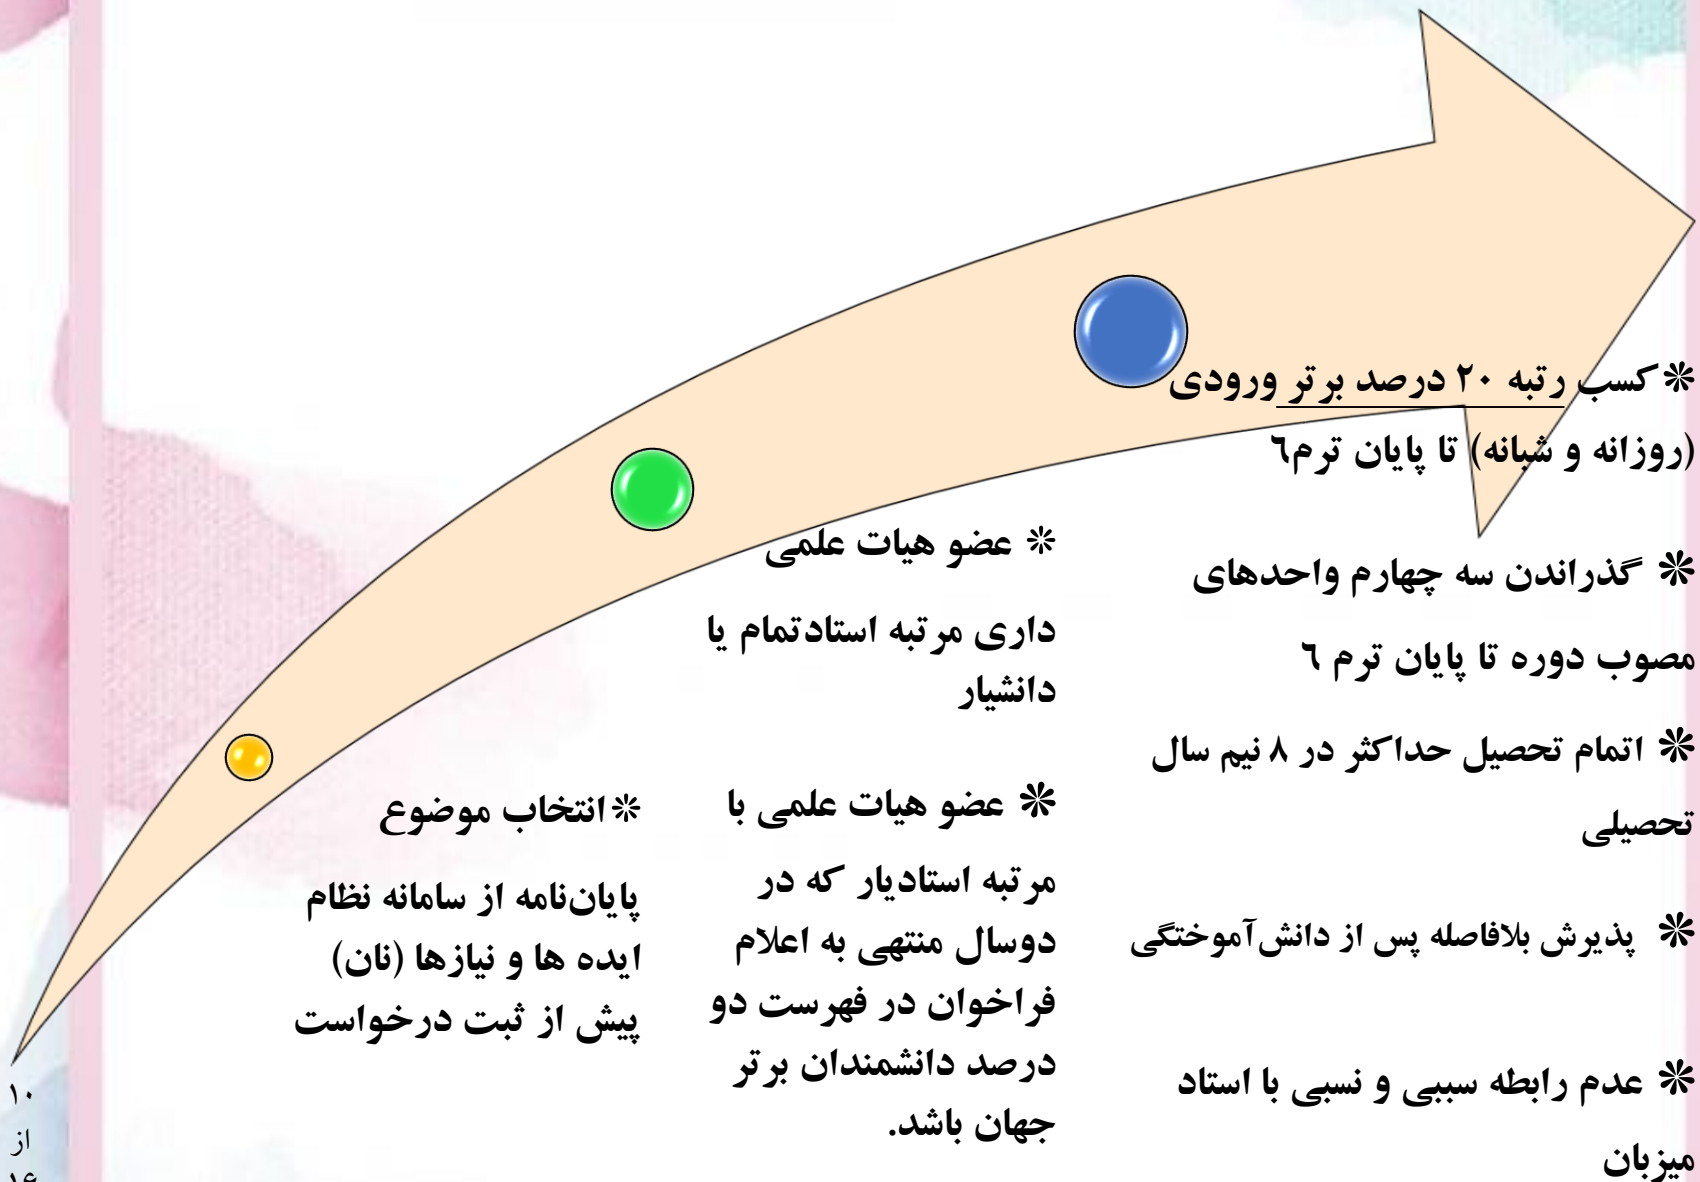 ❊کسب رتبه ۲۰ درصد برتر ورودی
(روزانه و شبانه) تا پایان ترم۶
❊ گذراندن سه چهارم واحدهای
مصوب دوره تا پایان ترم ۶
❊ اتمام تحصیل حداکثر در ۸ نیم سال
تحصیلی
❊ پذیرش بلافاصله پس از دانش‌آموختگی
❊ عدم رابطه سببی و نسبی با استاد
میزبان
❊ عضو هیات علمی
داری مرتبه استادتمام یا
دانشیار
❊ عضو هیات علمی با
مرتبه استادیار که در
دوسال منتهی به اعلام
فراخوان در فهرست دو
درصد دانشمندان برتر
جهان باشد.
❊انتخاب موضوع
پایان‌نامه از سامانه نظام
ایده ها و نیازها (نان)
پیش از ثبت درخواست
۱۰
از
۱۶